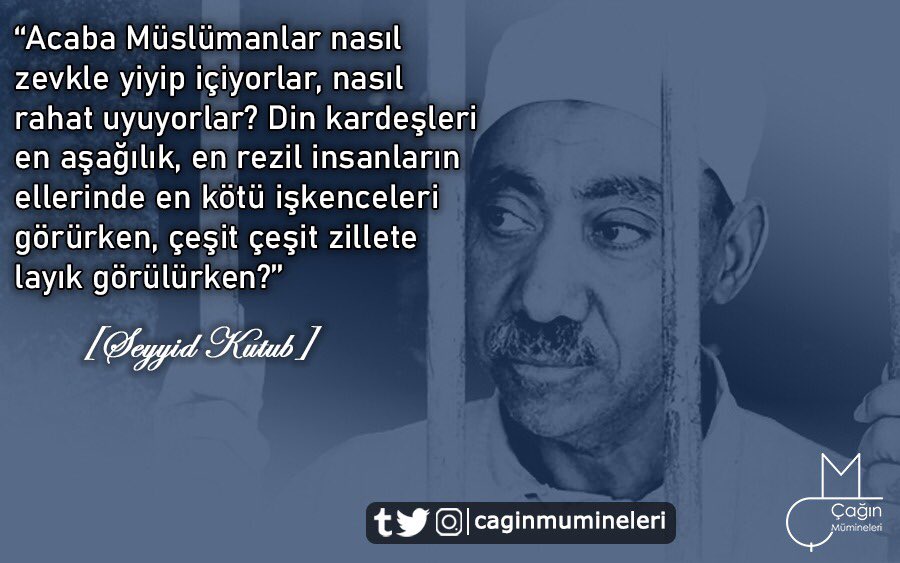 “Acaba Müslümanlar nasıl
zevkle yiyip içiyorlar, nasıl
rahat uyuyorlar? Din kardeşleri
en aşağılık, en rezil insanların
ellerinde en kötü işkenceleri
görürken, çeşit çeşit zillete
layık görülürken?”
[Seyyid Kutub]
caginmumineleri
Çağın
Mümineleri